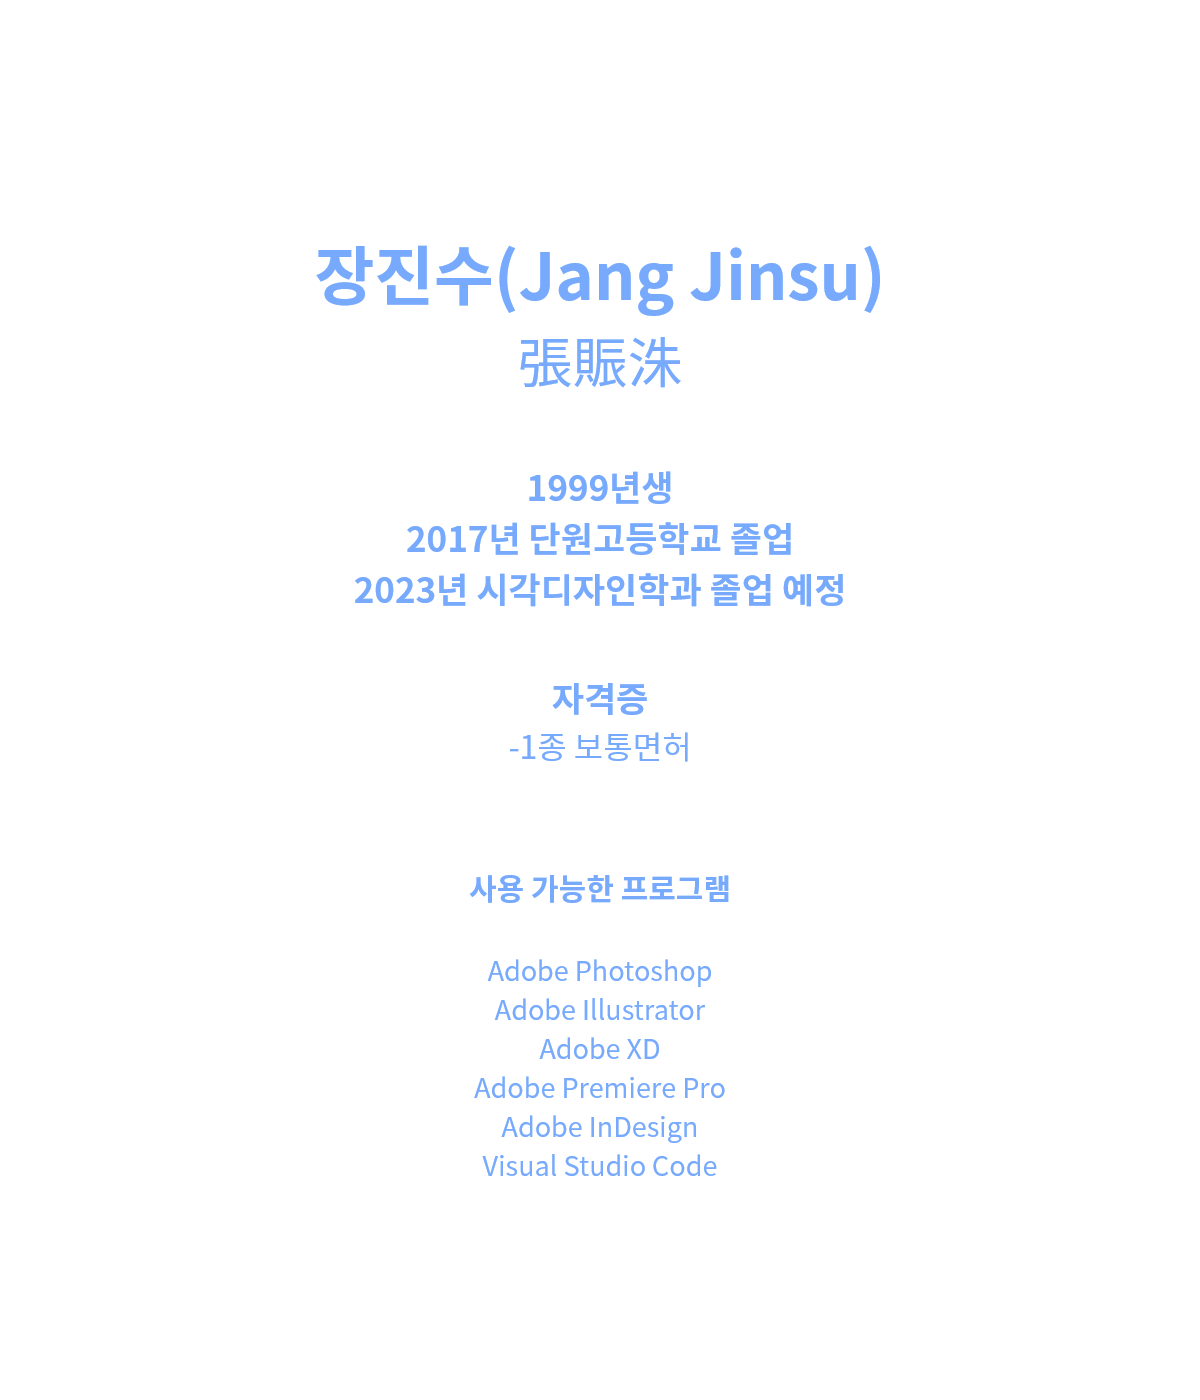 장진수(Jang Jinsu)
張賑洙
1999년생
2017년 단원고등학교 졸업
2023년 시각디자인학과 졸업 예정
자격증
-1종 보통면허
사용 가능한 프로그램
Adobe Photoshop
Adobe Illustrator
Adobe XD
Adobe Premiere Pro
Adobe InDesign
Visual Studio Code